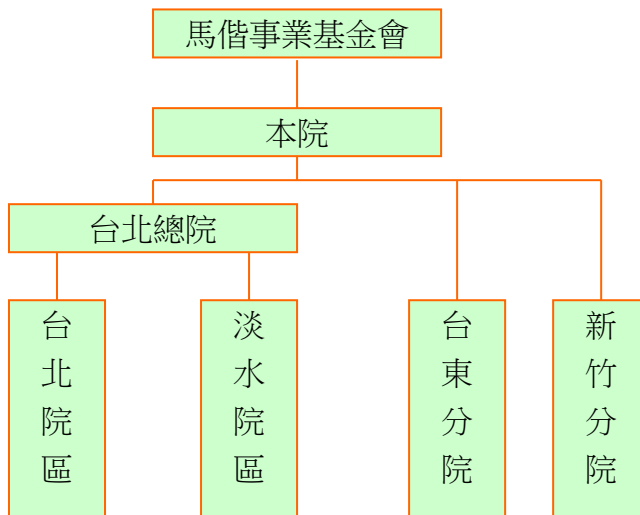 馬偕事業基金會
本院
台北總院
台北院區
淡水院區
台東分院
新竹分院